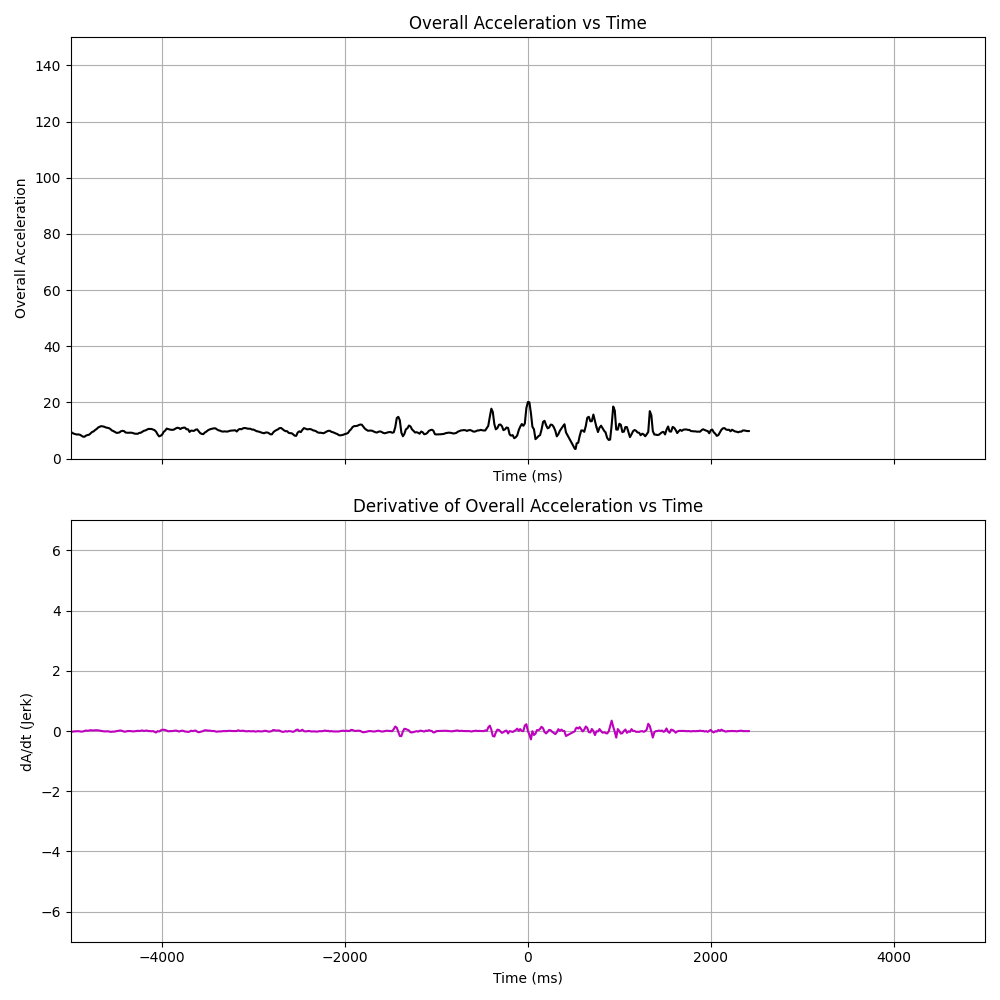 Overall Acceleration vs Time
140
120
100
80
60
40
20
0
Overall Acceleration
Time (ms)
Derivative of Overall Acceleration vs Time
6
4
2
0
−2
−4
−6
dA/dt (Jerk)
−4000 −2000 0 2000 4000
Time (ms)